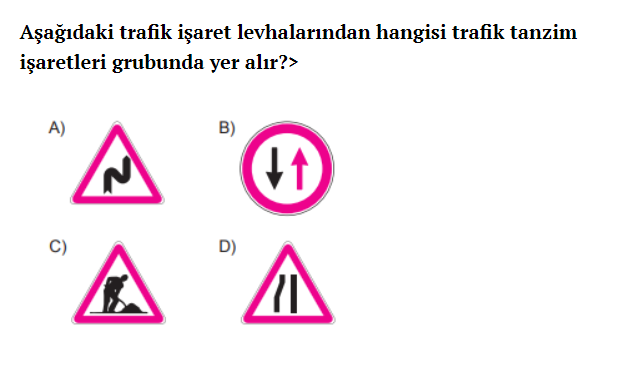 Aşağıdaki trafik işaret levhalarından hangisi trafik tanzim
işaretleri grubunda yer alır?>
A)
B)
C)
D)